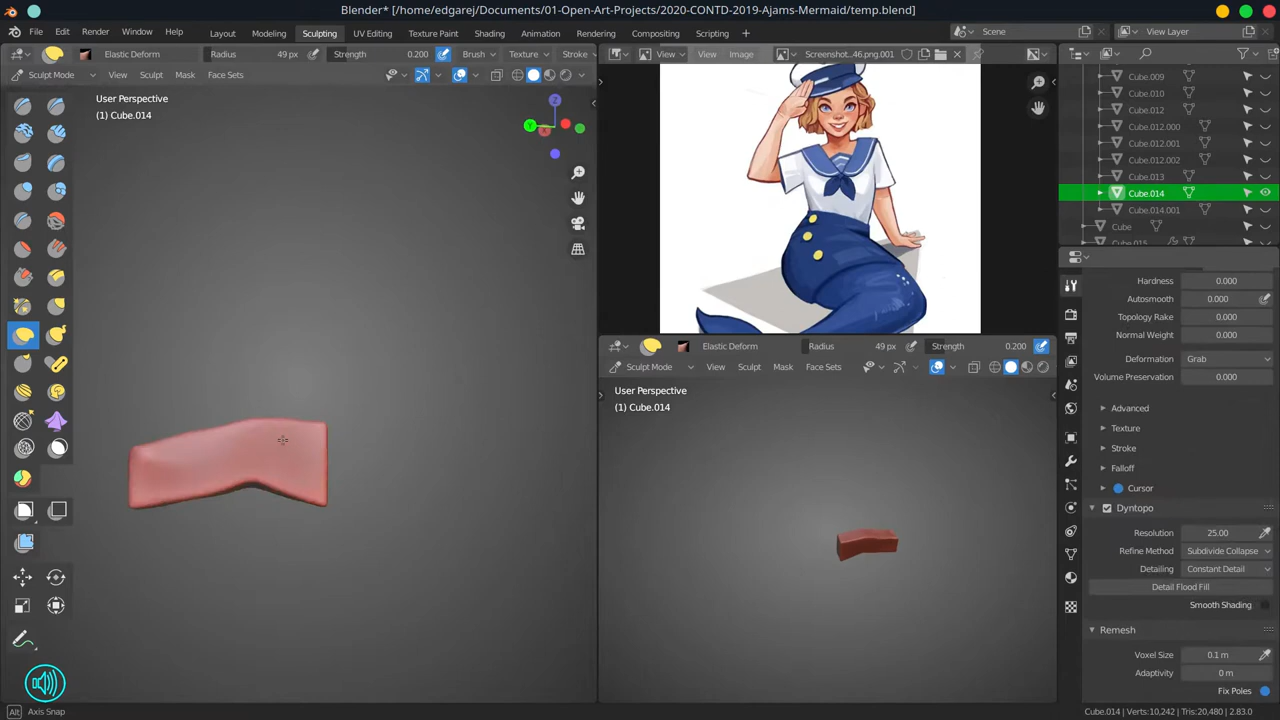 Blender* [/home/edgarej/Documents/01-Open-Art-Projects/2020-CONTD-2019-Ajams-Mermaid/temp.blend]
File Edit Render Window Help Layout Modeling Sculpting UV Editing Texture Paint Shading Animation Rendering Compositing Scripting + Scene View Layer
Elastic Deform Radius 49 px Strength 0.200 Brush Texture Stroke
View View Image Screenshot...46.png.001
Sculpt Mode View Sculpt Mask Face Sets
User Perspective
(1) Cube.014
Z
Y
X
Cube.009
Cube.010
Cube.012
Cube.012.000
Cube.012.001
Cube.012.002
Cube.013
Cube.014
Cube.014.001
Cube
Cube.015
Hardness 0.000
Autosmooth 0.000
Topology Rake 0.000
Normal Weight 0.000
Deformation Grab
Volume Preservation 0.000
Advanced
Texture
Stroke
Falloff
Cursor
Dyntopo
Resolution 25.00
Refine Method Subdivide Collapse
Detailing Constant Detail
Detail Flood Fill
Smooth Shading
Remesh
Voxel Size 0.1 m
Adaptivity 0 m
Fix Poles
Elastic Deform Radius 49 px Strength 0.200
Sculpt Mode View Sculpt Mask Face Sets
User Perspective
(1) Cube.014
Alt Axis Snap
Cube.014 | Verts:10,242 | Tris:20,480 | 2.83.0